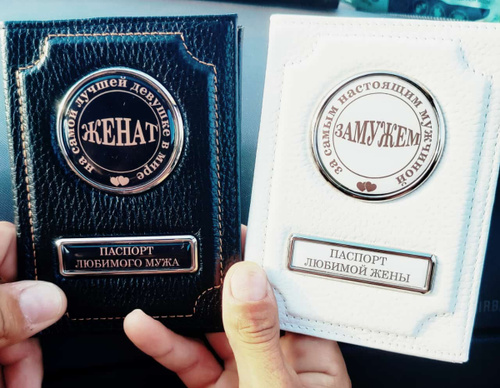 ЖЕНАТ
на самой лучшей девушке в мире
ПАСПОРТ
ЛЮБИМОГО МУЖА
ЗАМУЖЕМ
за самым настоящим мужчиной
ПАСПОРТ
ЛЮБИМОЙ ЖЕНЫ